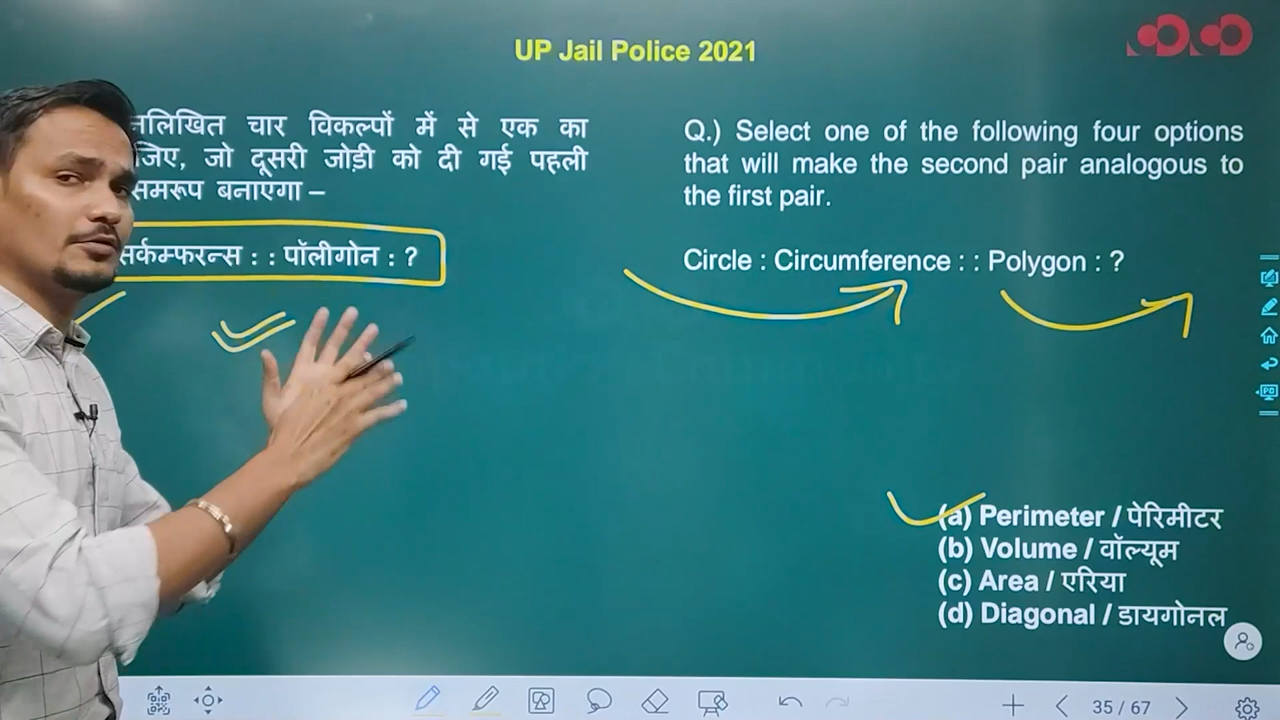 UP Jail Police 2021
चार विकल्पों में से एक का
जो दूसरी जोड़ी को दी गई पहली
समरूप बनाएगा –
सर्कम्फरन्स : : पॉलीगोन : ?
Q.) Select one of the following four options
that will make the second pair analogous to
the first pair.
Circle : Circumference : : Polygon : ?
(a) Perimeter / पेरिमीटर
(b) Volume / वॉल्यूम
(c) Area / एरिया
(d) Diagonal / डायगोनल
35 / 67